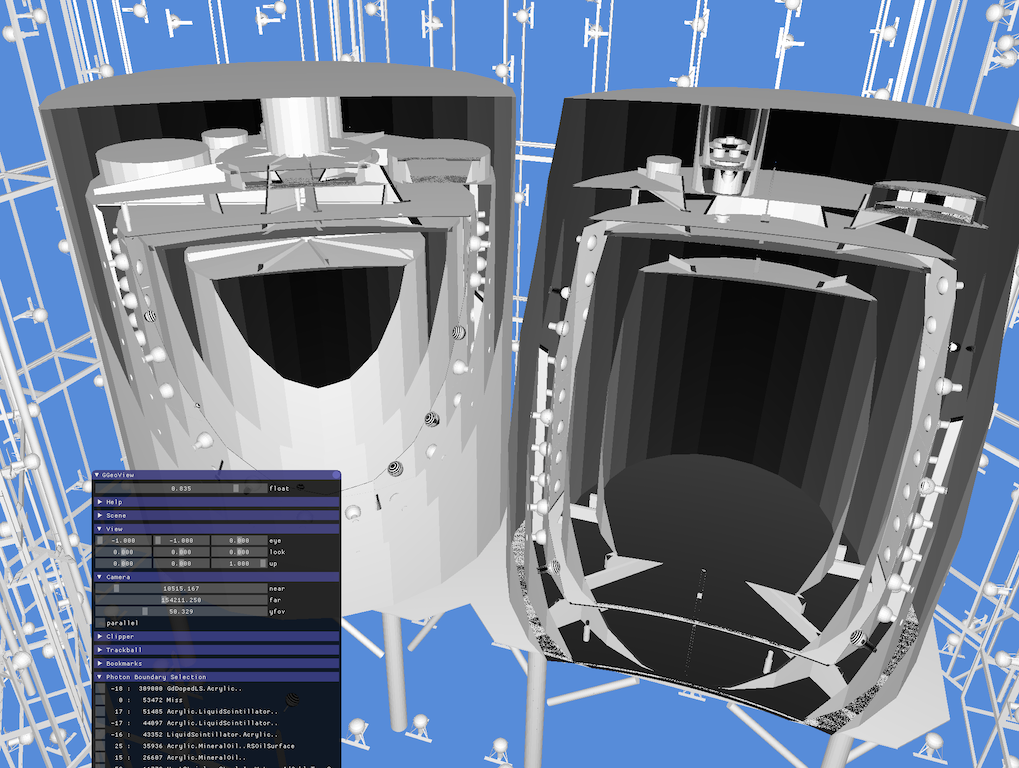 GGeoView
0.835 float
Help
Scene
View
-1.000 -1.000 0.000 eye
0.000 0.000 0.000 look
0.000 0.000 1.000 up
Camera
10515.167 near
154211.250 far
50.329 yfov
parallel
Clipper
Trackball
Bookmarks
Photon Boundary Selection
-18 : 309080 GdDopedLS.Acrylic..
0 : 53472 Miss
17 : 51485 Acrylic.LiquidScintillator..
-17 : 44097 Acrylic.LiquidScintillator..
-16 : 43352 LiquidScintillator.Acrylic..
25 : 35936 Acrylic.MineralOil..RSOilSurface
15 : 26607 Acrylic.MineralOil..